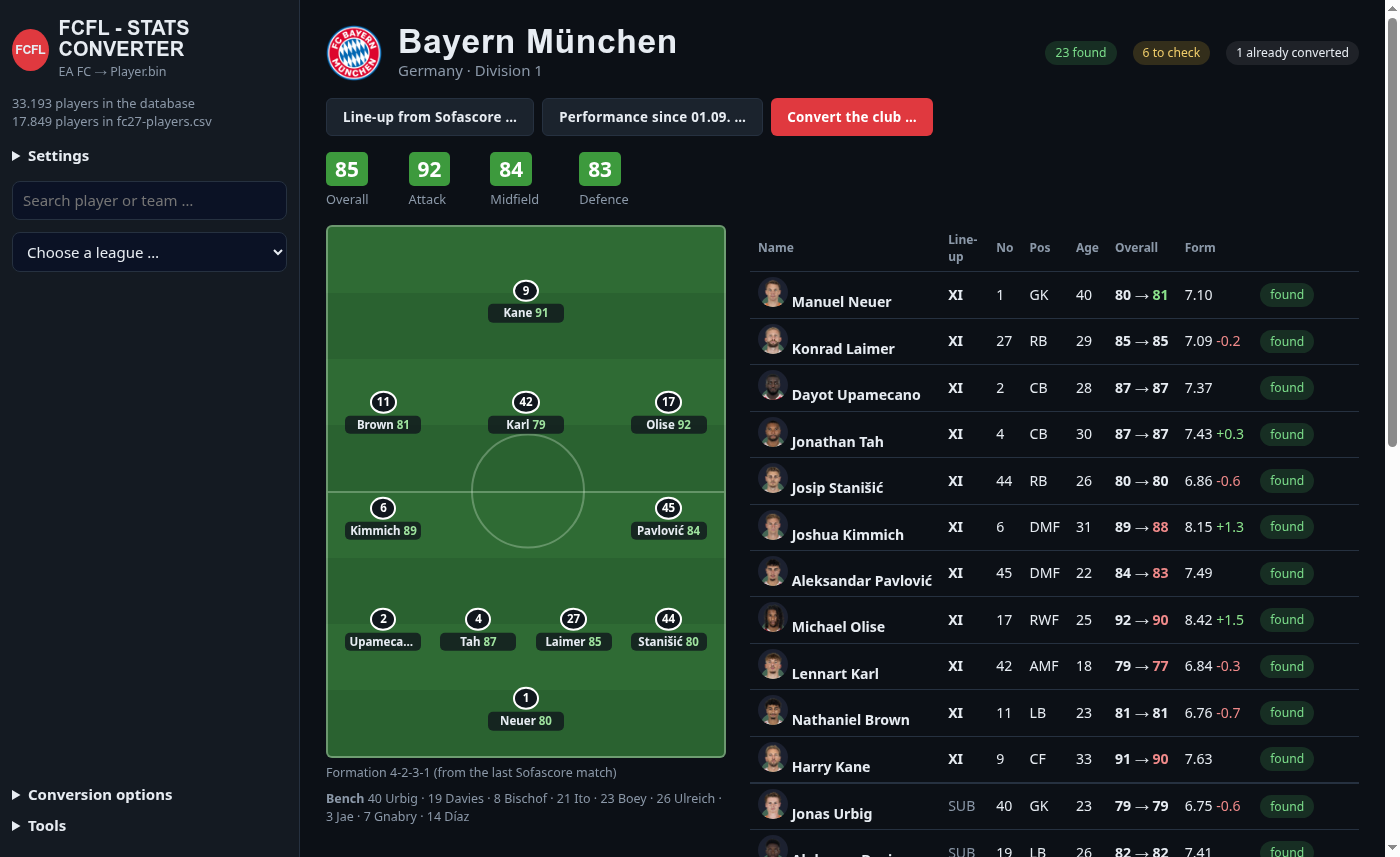 FCFL
FCFL - STATS
CONVERTER
EA FC → Player.bin
33.193 players in the database
17.849 players in fc27-players.csv
Settings
Search player or team ...
Choose a league ...
Conversion options
Tools
FC BAYERN
MÜNCHEN
Bayern München
Germany · Division 1
23 found 6 to check 1 already converted
Line-up from Sofascore ... Performance since 01.09. ... Convert the club ...
85 92 84 83
Overall Attack Midfield Defence
9
Kane 91
11 42 17
Brown 81 Karl 79 Olise 92
6 45
Kimmich 89 Pavlović 84
2 4 27 44
Upameca... Tah 87 Laimer 85 Stanišić 80
1
Neuer 80
Formation 4-2-3-1 (from the last Sofascore match)
Bench 40 Urbig · 19 Davies · 8 Bischof · 21 Ito · 23 Boey · 26 Ulreich ·
3 Jae · 7 Gnabry · 14 Díaz
Name Line-up No Pos Age Overall Form
Manuel Neuer XI 1 GK 40 80 → 81 7.10 found
Konrad Laimer XI 27 RB 29 85 → 85 7.09 -0.2 found
Dayot Upamecano XI 2 CB 28 87 → 87 7.37 found
Jonathan Tah XI 4 CB 30 87 → 87 7.43 +0.3 found
Josip Stanišić XI 44 RB 26 80 → 80 6.86 -0.6 found
Joshua Kimmich XI 6 DMF 31 89 → 88 8.15 +1.3 found
Aleksandar Pavlović XI 45 DMF 22 84 → 83 7.49 found
Michael Olise XI 17 RWF 25 92 → 90 8.42 +1.5 found
Lennart Karl XI 42 AMF 18 79 → 77 6.84 -0.3 found
Nathaniel Brown XI 11 LB 23 81 → 81 6.76 -0.7 found
Harry Kane XI 9 CF 33 91 → 90 7.63 found
Jonas Urbig SUB 40 GK 23 79 → 79 6.75 -0.6 found
SUB 19 LB 26 82 → 82 7.41 found